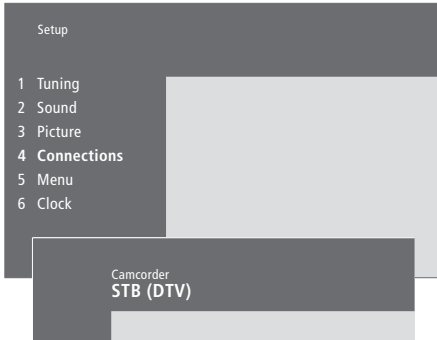 Setup
1 Tuning
2 Sound
3 Picture
4 Connections
5 Menu
6 Clock
Camcorder
STB (DTV)